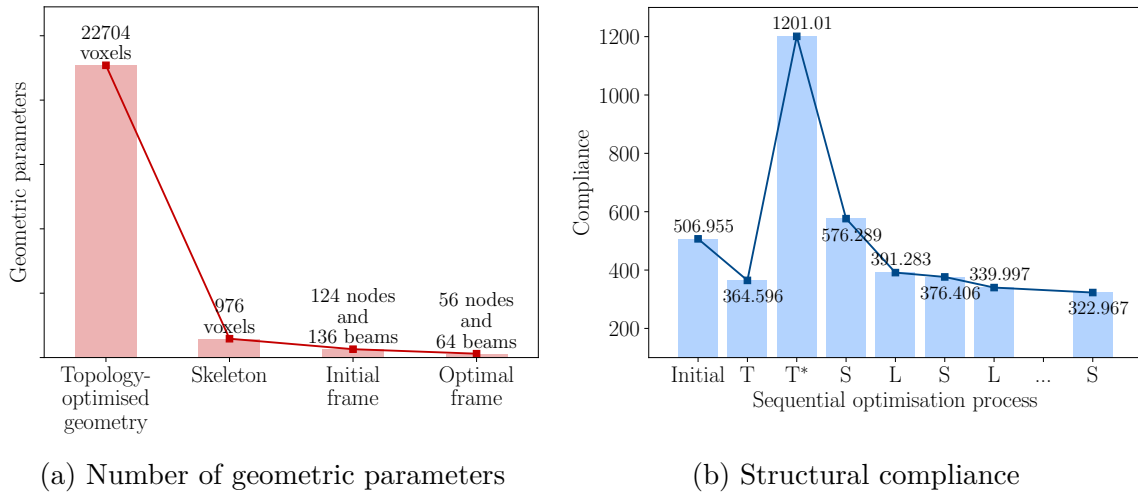 Geometric parameters
22704
voxels
976
voxels
124 nodes
and
136 beams
56 nodes
and
64 beams
Topology-
optimised
geometry
Skeleton
Initial
frame
Optimal
frame
(a) Number of geometric parameters
Compliance
1200
1000
800
600
400
200
506.955
364.596
1201.01
576.289
391.283
376.406
339.997
322.967
Initial T T* S L S L ... S
Sequential optimisation process
(b) Structural compliance